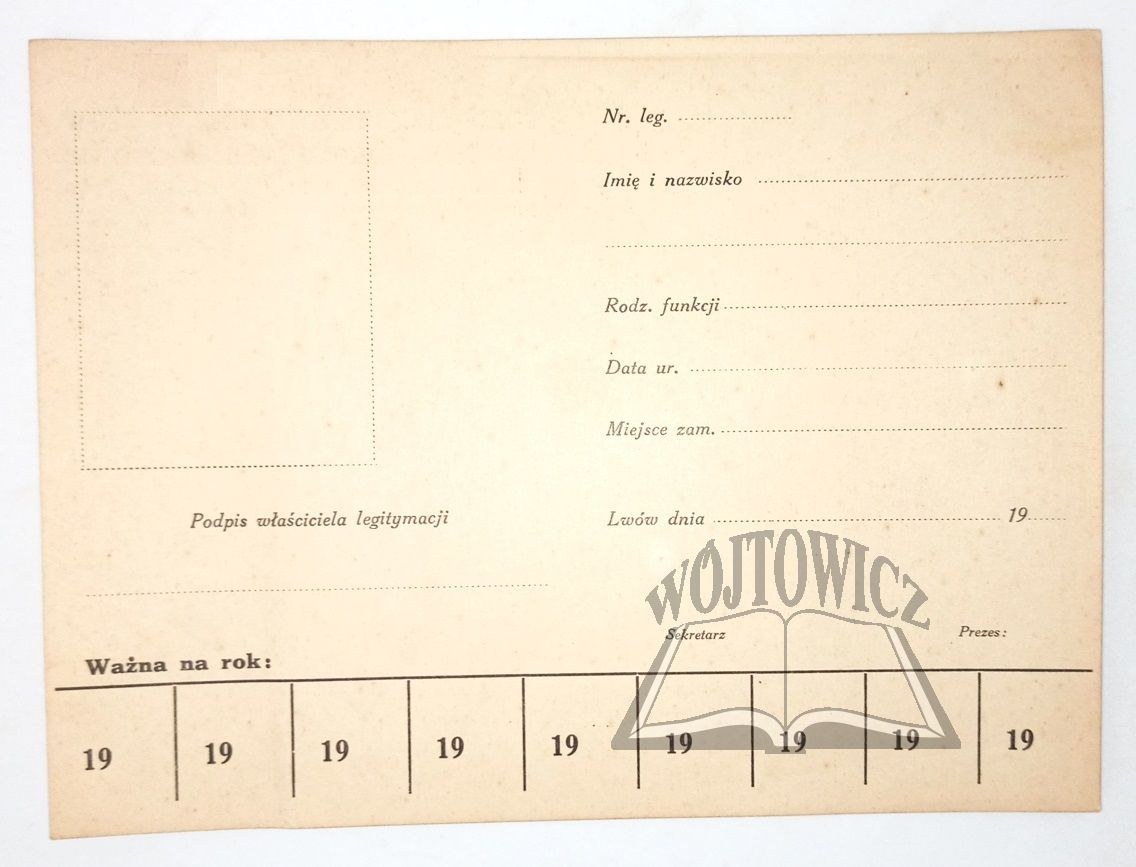 Nr. leg.
Imię i nazwisko
Rodz. funkcji
Data ur.
Miejsce zam.
Podpis właściciela legitymacji
Lwów dnia 19
WÓJTOWICZ
Sekretarz Prezes:
Ważna na rok:
19 19 19 19 19 19 19 19 19